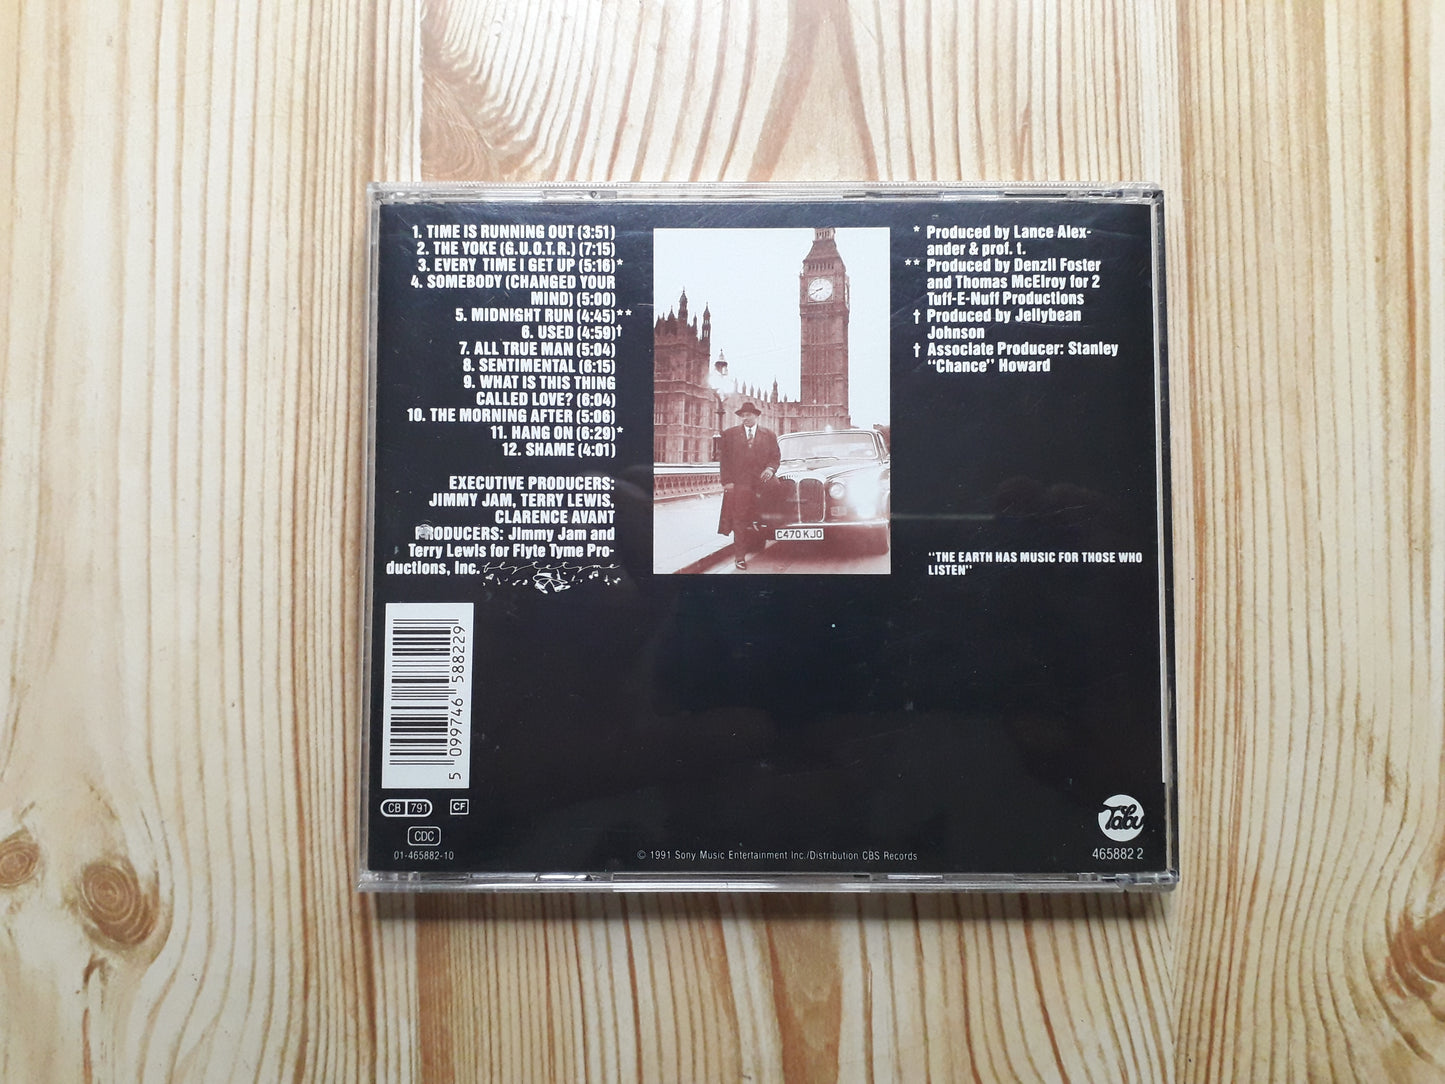 1. TIME IS RUNNING OUT (3:51)
2. THE YOKE (G.U.O.T.R.) (7:15)
3. EVERY TIME I GET UP (5:16)*
4. SOMEBODY (CHANGED YOUR
MIND) (5:00)
5. MIDNIGHT RUN (4:45)**
6. USED (4:59)†
7. ALL TRUE MAN (5:04)
8. SENTIMENTAL (6:15)
9. WHAT IS THIS THING
CALLED LOVE? (6:04)
10. THE MORNING AFTER (5:06)
11. HANG ON (6:29)*
12. SHAME (4:01)
EXECUTIVE PRODUCERS:
JIMMY JAM, TERRY LEWIS,
CLARENCE AVANT
PRODUCERS: Jimmy Jam and
Terry Lewis for Flyte Tyme Pro-
ductions, Inc.
flytetyme
C470 KJO
* Produced by Lance Alex-
ander & prof. t.
** Produced by Denzil Foster
and Thomas McElroy for 2
Tuff-E-Nuff Productions
† Produced by Jellybean
Johnson
† Associate Producer: Stanley
"Chance" Howard
"THE EARTH HAS MUSIC FOR THOSE WHO
LISTEN"
5 099746 588229
CB 791
CF
CDC
01-465882-10
© 1991 Sony Music Entertainment Inc./Distribution CBS Records
Tabu
465882 2